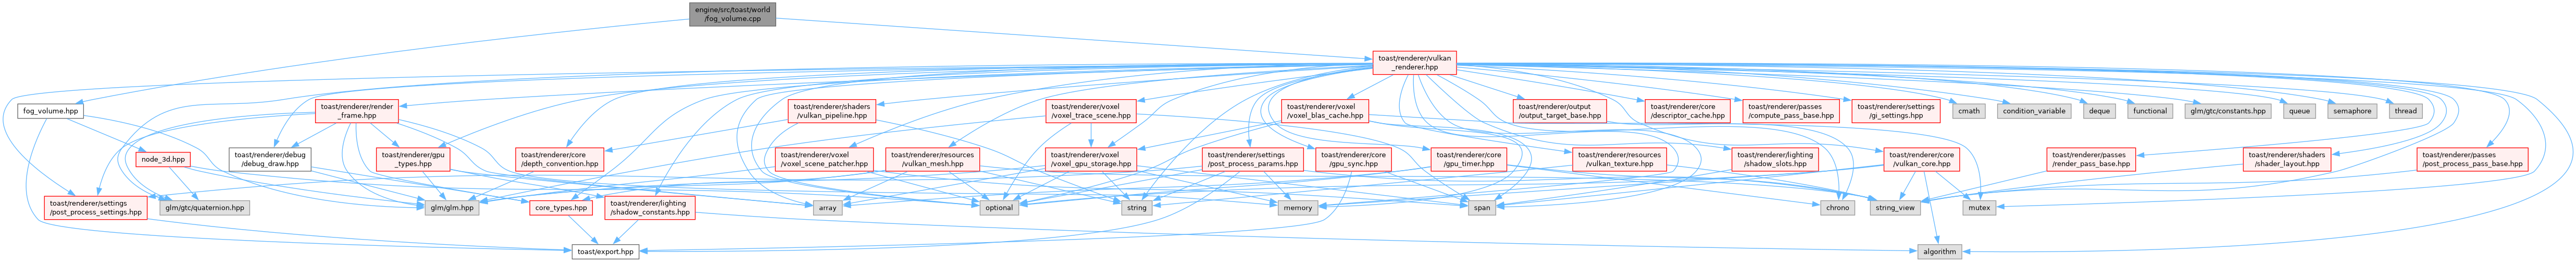 engine/src/toast/world
/fog_volume.cpp
toast/renderer/vulkan
_renderer.hpp
fog_volume.hpp
toast/renderer/render
_frame.hpp
toast/renderer/shaders
/vulkan_pipeline.hpp
toast/renderer/voxel
/voxel_trace_scene.hpp
toast/renderer/voxel
/voxel_blas_cache.hpp
toast/renderer/output
/output_target_base.hpp
toast/renderer/core
/descriptor_cache.hpp
toast/renderer/passes
/compute_pass_base.hpp
toast/renderer/settings
/gi_settings.hpp
cmath
condition_variable
deque
functional
glm/gtc/constants.hpp
queue
semaphore
thread
node_3d.hpp
toast/renderer/debug
/debug_draw.hpp
toast/renderer/gpu
_types.hpp
toast/renderer/core
/depth_convention.hpp
toast/renderer/voxel
/voxel_scene_patcher.hpp
toast/renderer/resources
/vulkan_mesh.hpp
toast/renderer/voxel
/voxel_gpu_storage.hpp
toast/renderer/settings
/post_process_params.hpp
toast/renderer/core
/gpu_sync.hpp
toast/renderer/core
/gpu_timer.hpp
toast/renderer/resources
/vulkan_texture.hpp
toast/renderer/lighting
/shadow_slots.hpp
toast/renderer/core
/vulkan_core.hpp
toast/renderer/passes
/render_pass_base.hpp
toast/renderer/shaders
/shader_layout.hpp
toast/renderer/passes
/post_process_pass_base.hpp
toast/renderer/settings
/post_process_settings.hpp
glm/gtc/quaternion.hpp
glm/glm.hpp
core_types.hpp
toast/renderer/lighting
/shadow_constants.hpp
array
optional
string
memory
span
chrono
string_view
mutex
toast/export.hpp
algorithm